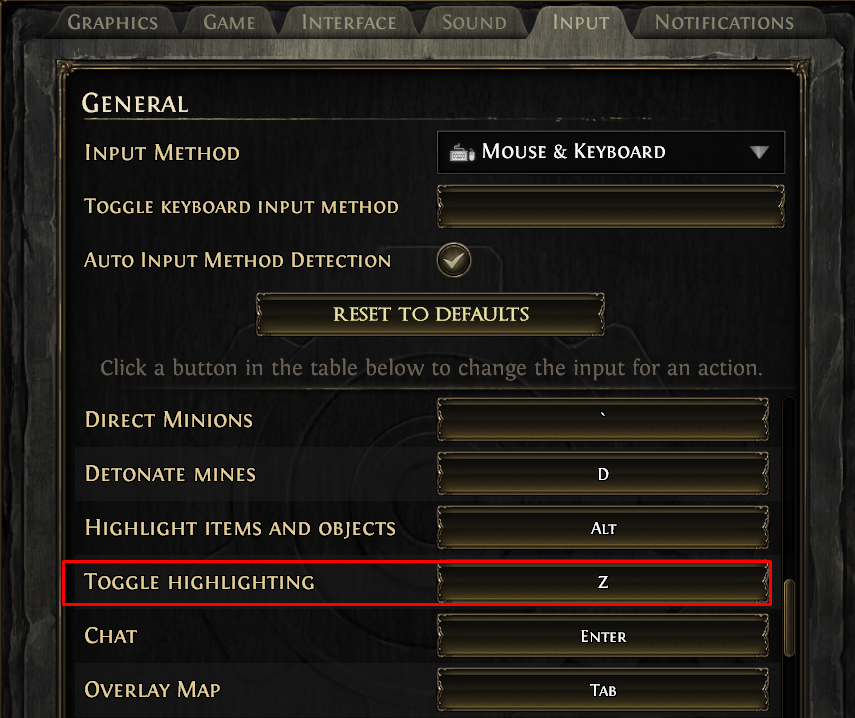 GRAPHICS GAME INTERFACE SOUND INPUT NOTIFICATIONS
GENERAL
INPUT METHOD MOUSE & KEYBOARD
TOGGLE KEYBOARD INPUT METHOD
AUTO INPUT METHOD DETECTION
RESET TO DEFAULTS
Click a button in the table below to change the input for an action.
DIRECT MINIONS `
DETONATE MINES D
HIGHLIGHT ITEMS AND OBJECTS ALT
TOGGLE HIGHLIGHTING Z
CHAT ENTER
OVERLAY MAP TAB